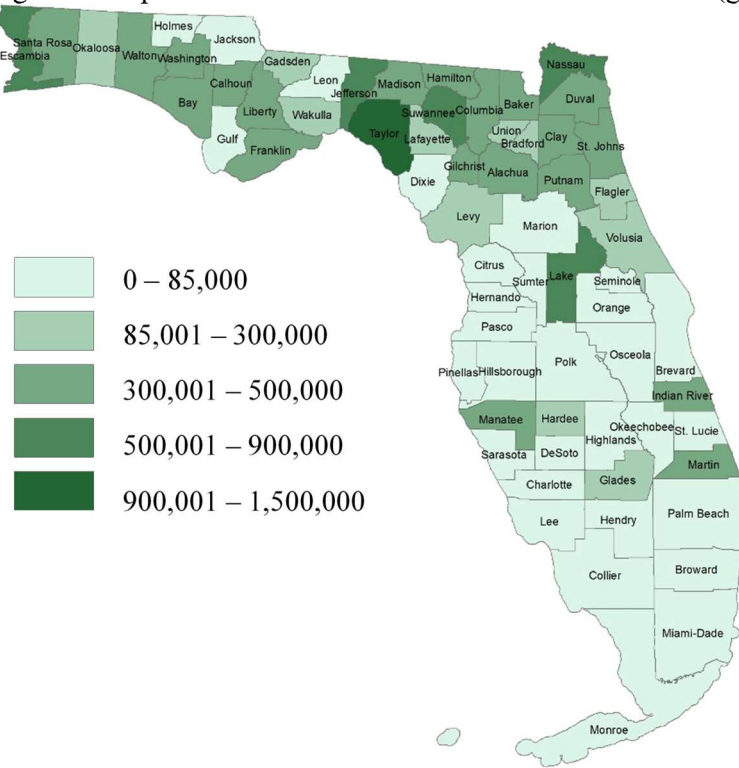 Holmes
Jackson
Santa Rosa
Escambia
Okaloosa
Walton
Washington
Gadsden
Leon
Jefferson
Madison
Hamilton
Nassau
Calhoun
Bay
Liberty
Wakulla
Taylor
Suwannee
Columbia
Baker
Duval
Gulf
Franklin
Lafayette
Union
Bradford
Clay
St. Johns
Dixie
Gilchrist
Alachua
Putnam
Flagler
Levy
Marion
Volusia
Citrus
Sumter
Lake
Seminole
Hernando
Orange
Pasco
Osceola
Polk
Pinellas
Hillsborough
Brevard
Indian River
Manatee
Hardee
Okeechobee
St. Lucie
Highlands
Sarasota
DeSoto
Martin
Charlotte
Glades
Lee
Hendry
Palm Beach
Collier
Broward
Miami-Dade
Monroe
0 – 85,000
85,001 – 300,000
300,001 – 500,000
500,001 – 900,000
900,001 – 1,500,000